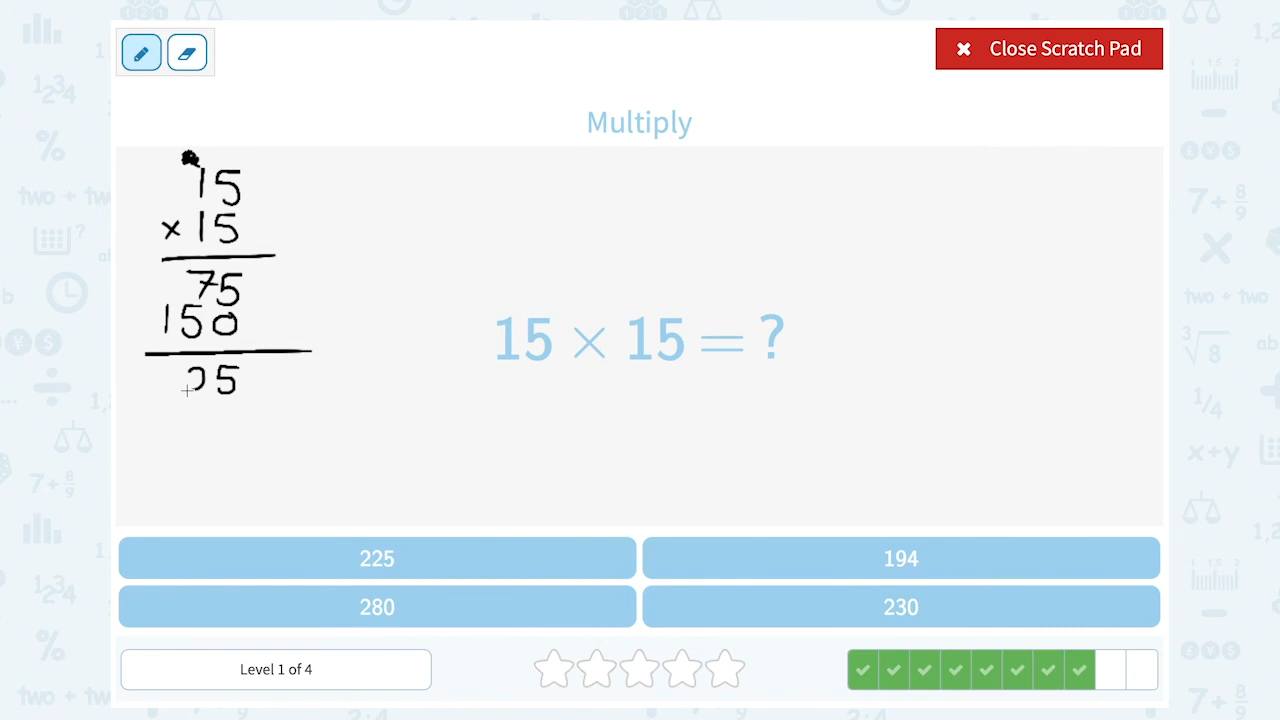 Close Scratch Pad
Multiply
15
×15
75
150
25
15 × 15 = ?
225
194
280
230
Level 1 of 4